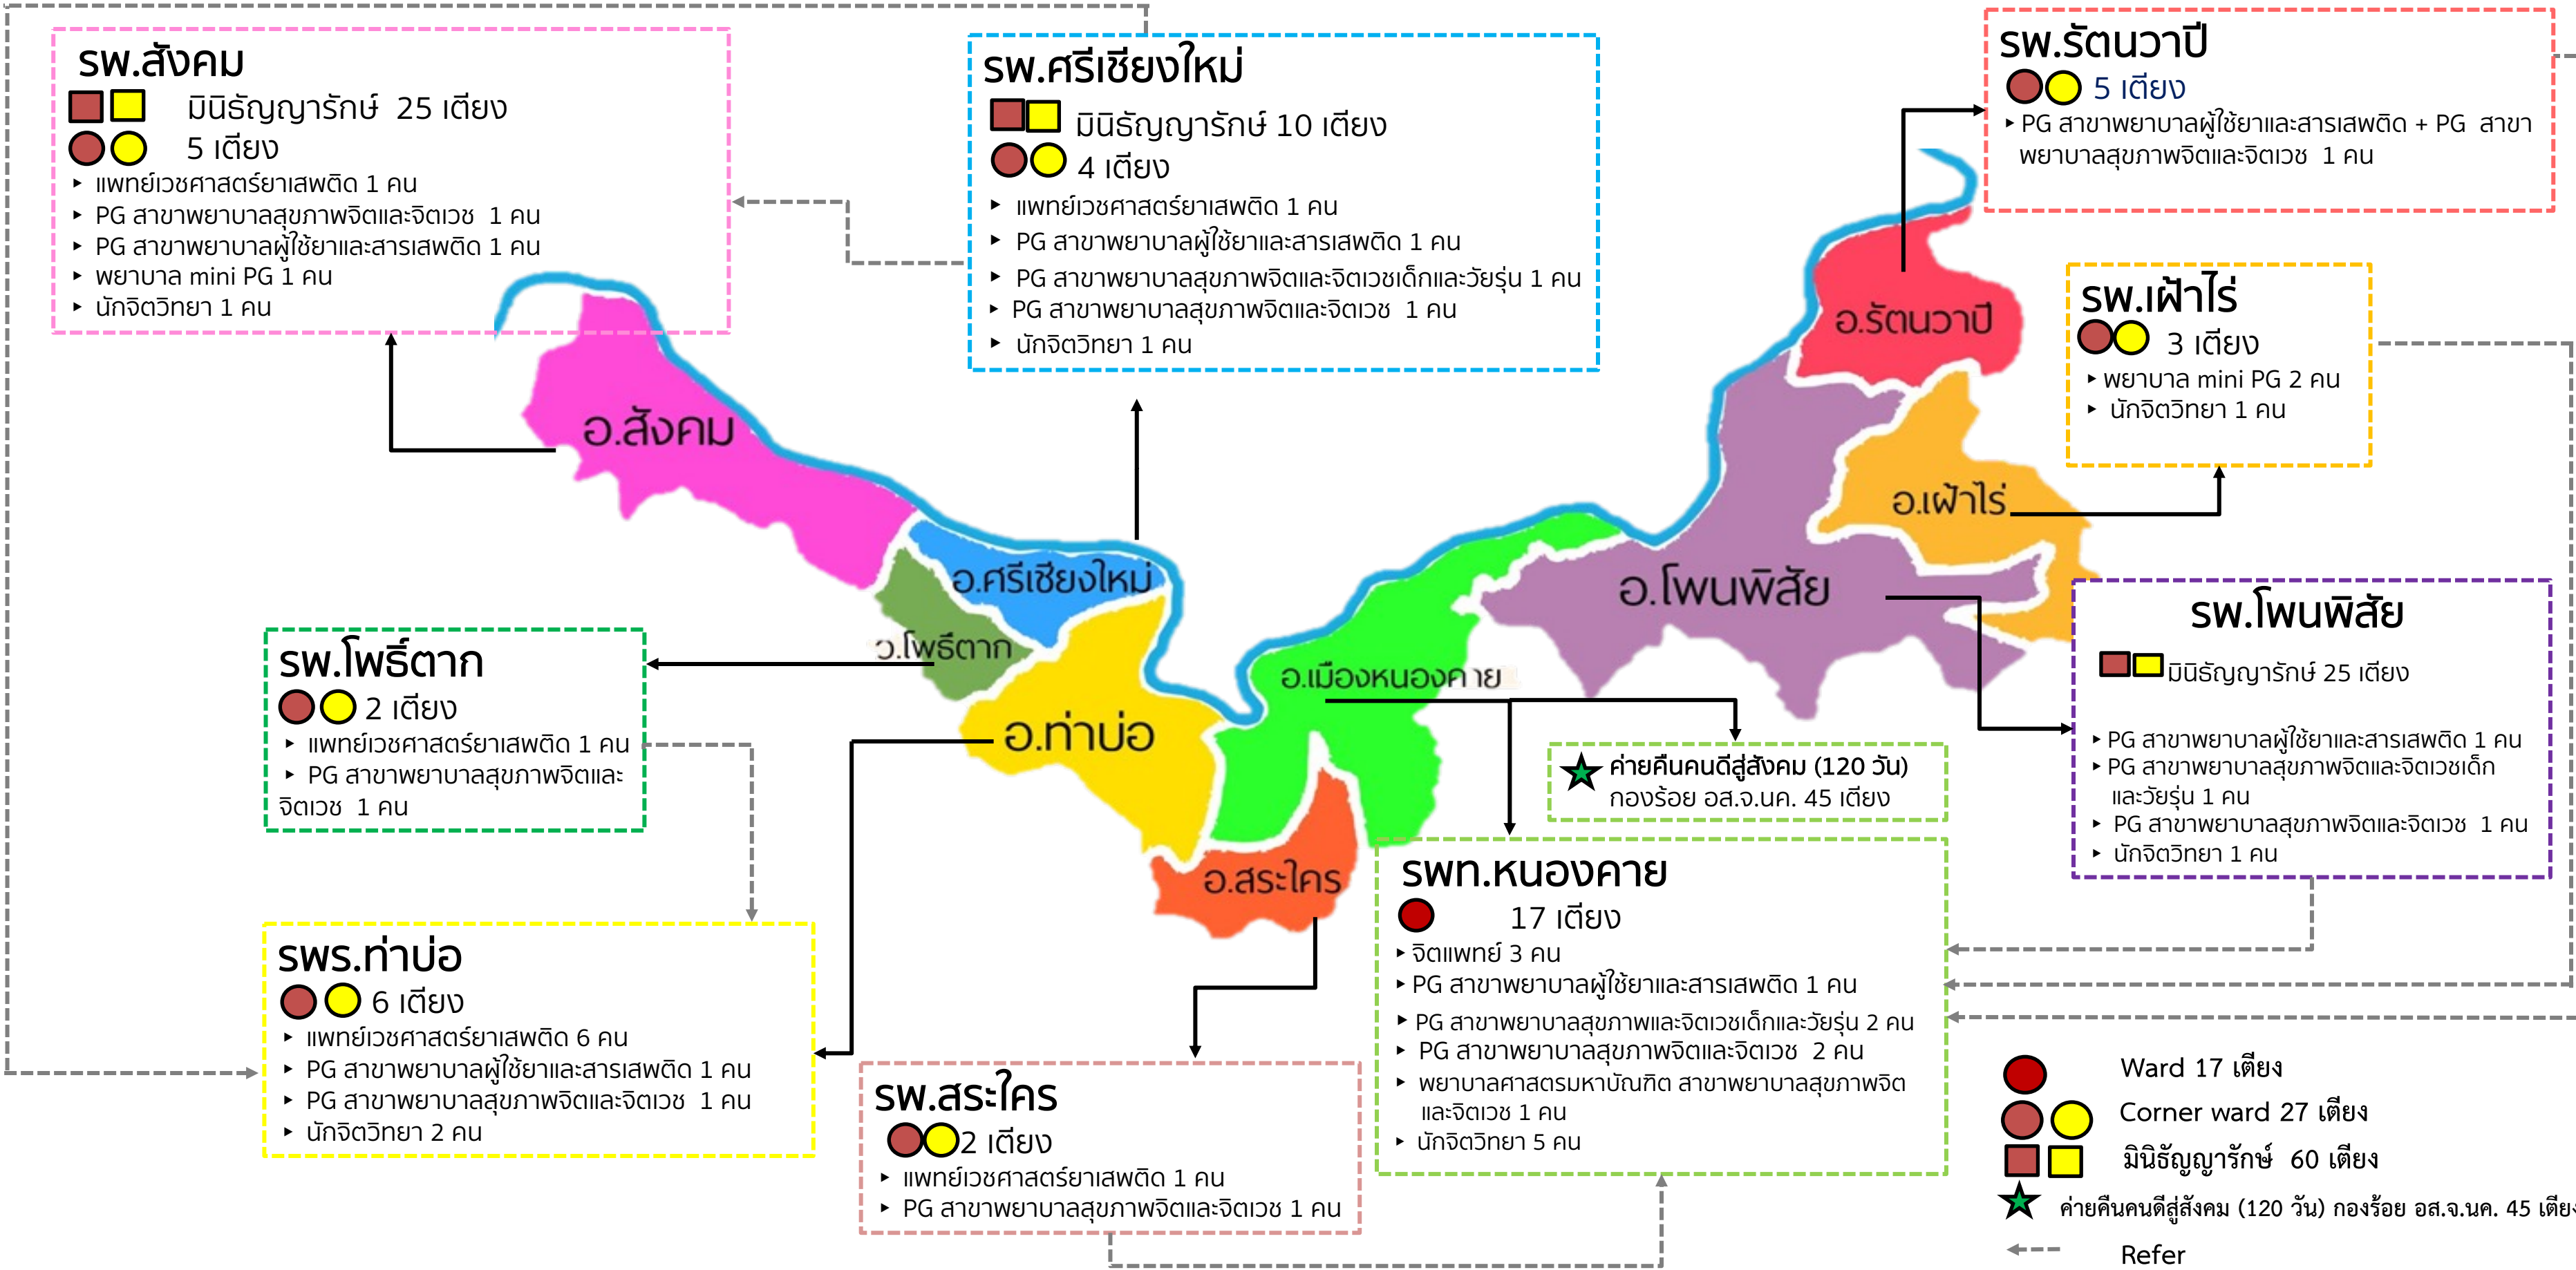 รพ.สังคม
มินิธัญญารักษ์ 25 เตียง
5 เตียง
‣ แพทย์เวชศาสตร์ยาเสพติด 1 คน
‣ PG สาขาพยาบาลสุขภาพจิตและจิตเวช 1 คน
‣ PG สาขาพยาบาลผู้ใช้ยาและสารเสพติด 1 คน
‣ พยาบาล mini PG 1 คน
‣ นักจิตวิทยา 1 คน
รพ.ศรีเชียงใหม่
มินิธัญญารักษ์ 10 เตียง
4 เตียง
‣ แพทย์เวชศาสตร์ยาเสพติด 1 คน
‣ PG สาขาพยาบาลผู้ใช้ยาและสารเสพติด 1 คน
‣ PG สาขาพยาบาลสุขภาพจิตและจิตเวชเด็กและวัยรุ่น 1 คน
‣ PG สาขาพยาบาลสุขภาพจิตและจิตเวช 1 คน
‣ นักจิตวิทยา 1 คน
รพ.รัตนวาปี
5 เตียง
‣ PG สาขาพยาบาลผู้ใช้ยาและสารเสพติด + PG สาขา
พยาบาลสุขภาพจิตและจิตเวช 1 คน
รพ.เฝ้าไร่
3 เตียง
‣ พยาบาล mini PG 2 คน
‣ นักจิตวิทยา 1 คน
อ.รัตนวาปี
อ.สังคม
อ.เฝ้าไร่
อ.ศรีเชียงใหม่
อ.โพนพิสัย
อ.โพธิ์ตาก
อ.เมืองหนองคาย
อ.ท่าบ่อ
อ.สระใคร
รพ.โพธิ์ตาก
2 เตียง
‣ แพทย์เวชศาสตร์ยาเสพติด 1 คน
‣ PG สาขาพยาบาลสุขภาพจิตและ
จิตเวช 1 คน
รพ.โพนพิสัย
มินิธัญญารักษ์ 25 เตียง
‣ PG สาขาพยาบาลผู้ใช้ยาและสารเสพติด 1 คน
‣ PG สาขาพยาบาลสุขภาพจิตและจิตเวชเด็ก
และวัยรุ่น 1 คน
‣ PG สาขาพยาบาลสุขภาพจิตและจิตเวช 1 คน
‣ นักจิตวิทยา 1 คน
ค่ายคืนคนดีสู่สังคม (120 วัน)
กองร้อย อส.จ.นค. 45 เตียง
รพร.ท่าบ่อ
6 เตียง
‣ แพทย์เวชศาสตร์ยาเสพติด 6 คน
‣ PG สาขาพยาบาลผู้ใช้ยาและสารเสพติด 1 คน
‣ PG สาขาพยาบาลสุขภาพจิตและจิตเวช 1 คน
‣ นักจิตวิทยา 2 คน
รพ.สระใคร
2 เตียง
‣ แพทย์เวชศาสตร์ยาเสพติด 1 คน
‣ PG สาขาพยาบาลสุขภาพจิตและจิตเวช 1 คน
รพท.หนองคาย
17 เตียง
‣ จิตแพทย์ 3 คน
‣ PG สาขาพยาบาลผู้ใช้ยาและสารเสพติด 1 คน
‣ PG สาขาพยาบาลสุขภาพและจิตเวชเด็กและวัยรุ่น 2 คน
‣ PG สาขาพยาบาลสุขภาพจิตและจิตเวช 2 คน
‣ พยาบาลศาสตรมหาบัณฑิต สาขาพยาบาลสุขภาพจิต
และจิตเวช 1 คน
‣ นักจิตวิทยา 5 คน
Ward 17 เตียง
Corner ward 27 เตียง
มินิธัญญารักษ์ 60 เตียง
ค่ายคืนคนดีสู่สังคม (120 วัน) กองร้อย อส.จ.นค. 45 เตียง
Refer